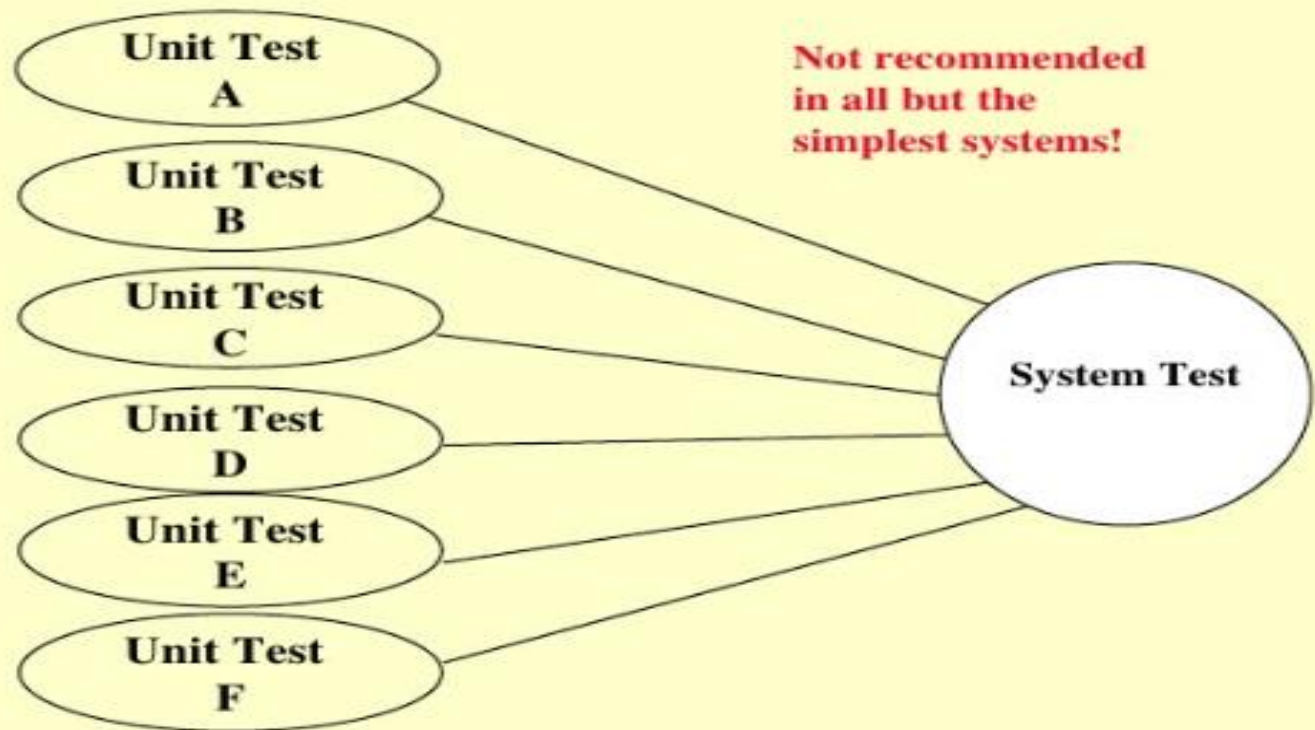 Unit Test
A
Not recommended
in all but the
simplest systems!
Unit Test
B
Unit Test
C
System Test
Unit Test
D
Unit Test
E
Unit Test
F